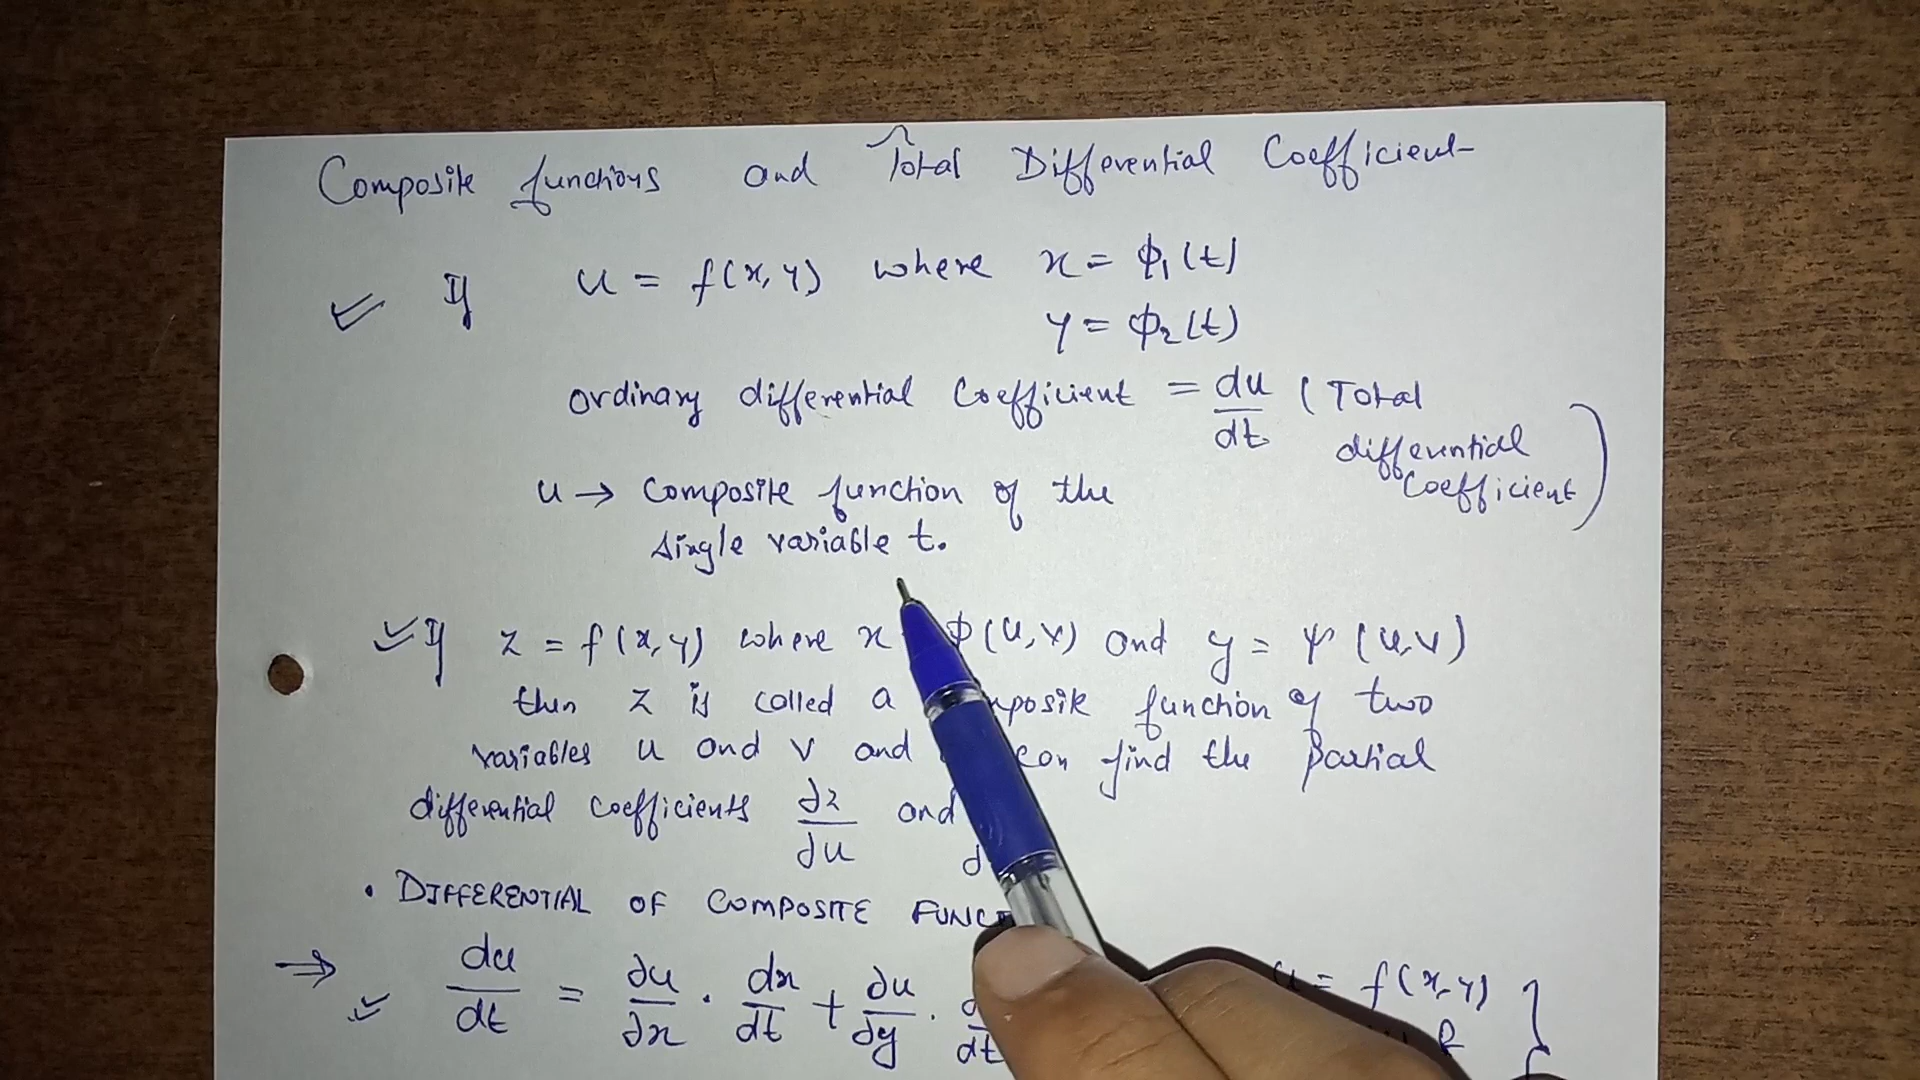 Composite functions and Total Differential Coefficient
If u = f(x, y) where x = ϕ₁(t)
y = ϕ₂(t)
ordinary differential coefficient = du/dt (Total
differential
coefficient)
u → composite function of the
single variable t.
If z = f(x, y) where x ϕ(u, v) and y = ψ(u, v)
then z is called a function of two
variables u and v and can find the partial
differential coefficients ∂z/∂u and
• DIFFERENTIAL OF COMPOSITE
⇒ du/dt = ∂u/∂x · dx/dt + ∂u/∂y · u = f(x, y) }